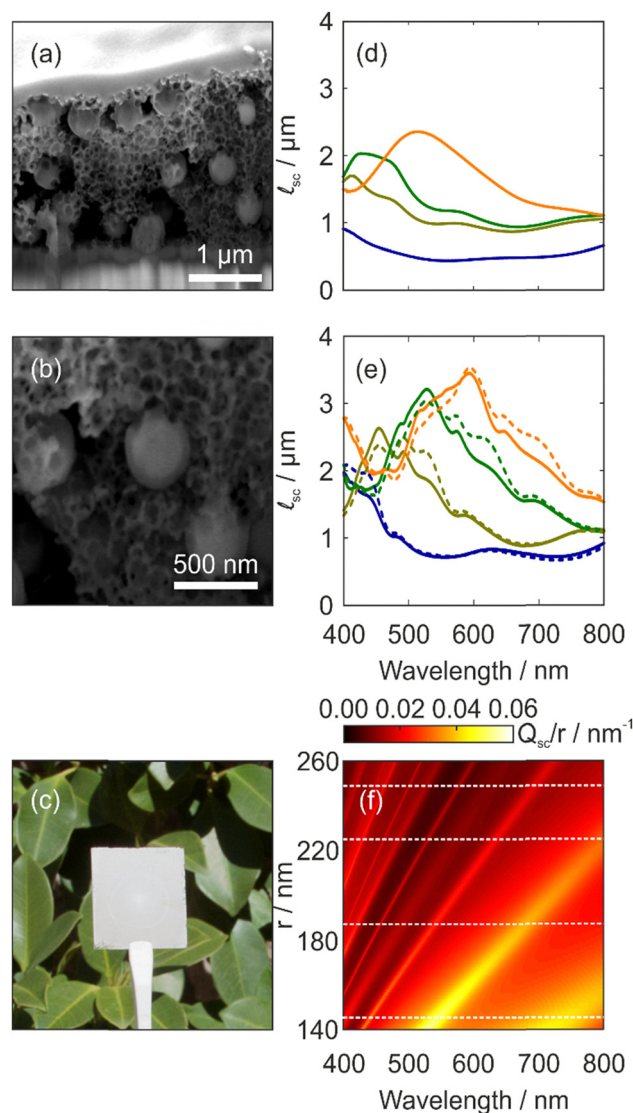 (a)
1 µm
(d)
ℓsc / µm
4
3
2
1
0
(b)
500 nm
(e)
ℓsc / µm
4
3
2
1
0
400 500 600 700 800
Wavelength / nm
0.00 0.02 0.04 0.06
Qsc/r / nm⁻¹
(c)
(f)
r / nm
260
220
180
140
400 500 600 700 800
Wavelength / nm